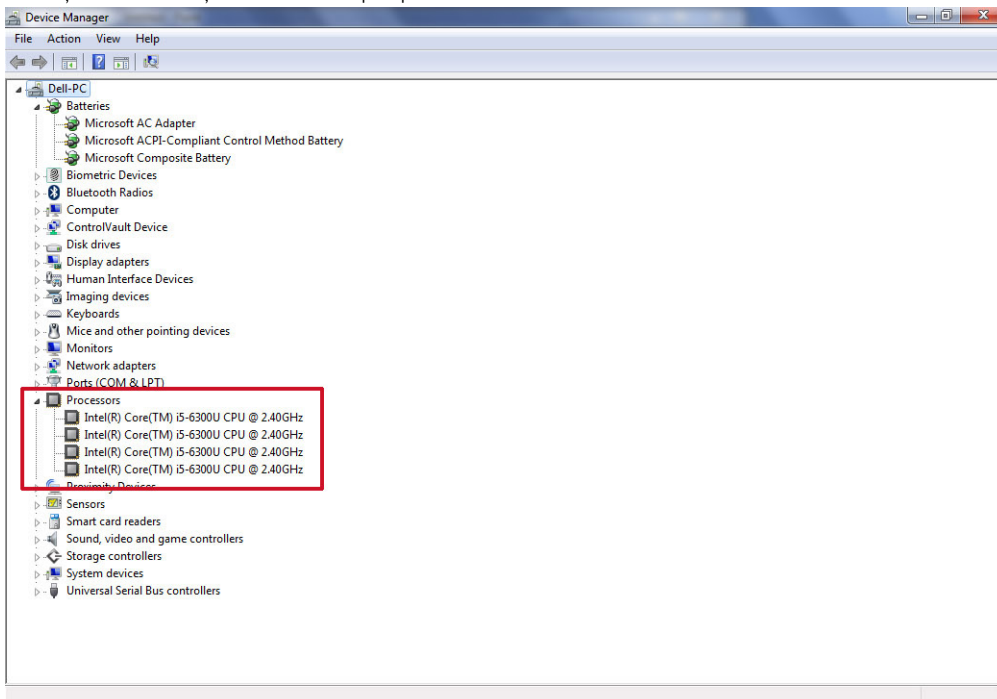 Device Manager
File Action View Help
Dell-PC
Batteries
Microsoft AC Adapter
Microsoft ACPI-Compliant Control Method Battery
Microsoft Composite Battery
Biometric Devices
Bluetooth Radios
Computer
ControlVault Device
Disk drives
Display adapters
Human Interface Devices
Imaging devices
Keyboards
Mice and other pointing devices
Monitors
Network adapters
Ports (COM & LPT)
Processors
Intel(R) Core(TM) i5-6300U CPU @ 2.40GHz
Intel(R) Core(TM) i5-6300U CPU @ 2.40GHz
Intel(R) Core(TM) i5-6300U CPU @ 2.40GHz
Intel(R) Core(TM) i5-6300U CPU @ 2.40GHz
Proximity Devices
Sensors
Smart card readers
Sound, video and game controllers
Storage controllers
System devices
Universal Serial Bus controllers